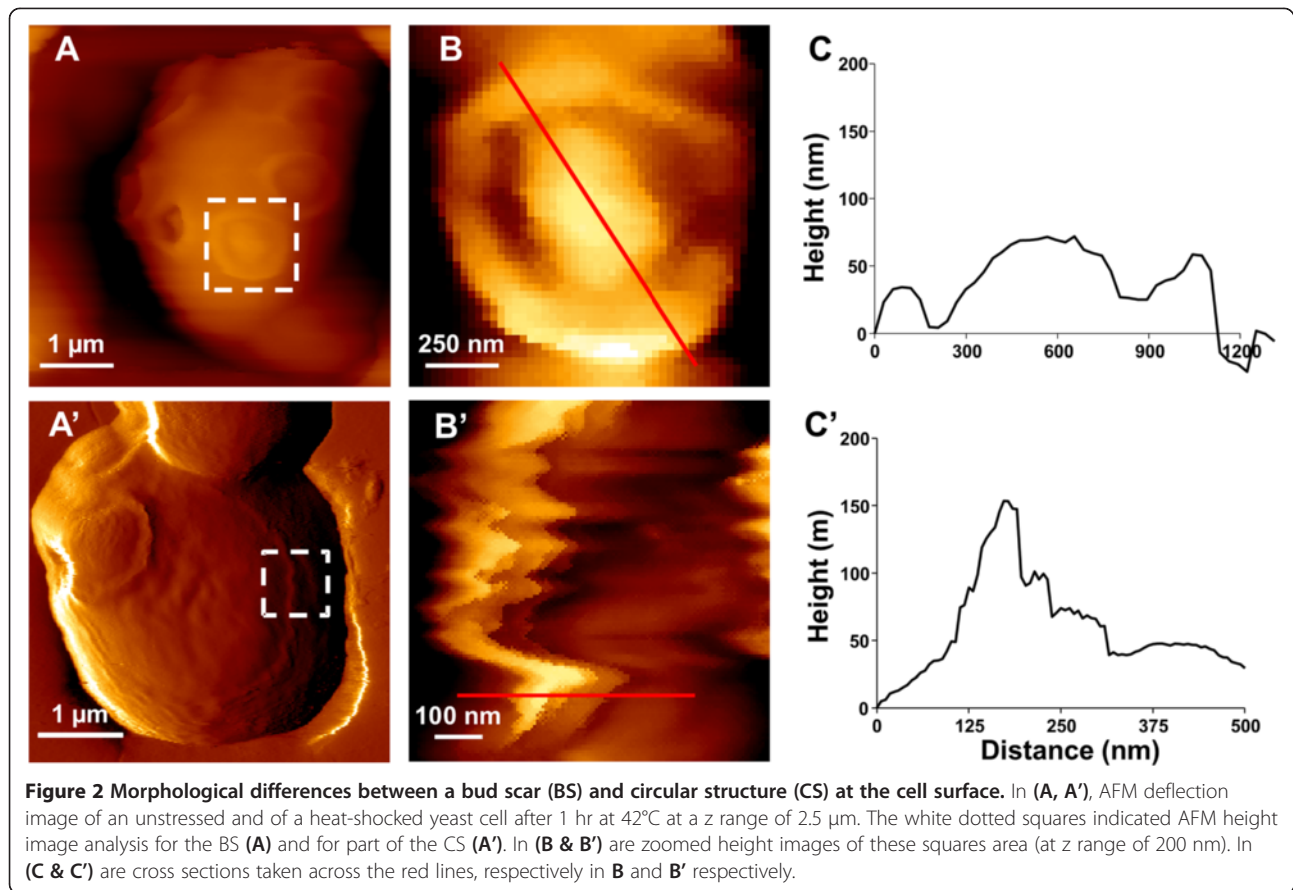 A
1 µm
B
250 nm
C
Height (nm)
200
150
100
50
0
0 300 600 900 1200
A'
1 µm
B'
100 nm
C'
Height (m)
200
150
100
50
0
0 125 250 375 500
Distance (nm)
Figure 2 Morphological differences between a bud scar (BS) and circular structure (CS) at the cell surface. In (A, A'), AFM deflection
image of an unstressed and of a heat-shocked yeast cell after 1 hr at 42°C at a z range of 2.5 µm. The white dotted squares indicated AFM height
image analysis for the BS (A) and for part of the CS (A'). In (B & B') are zoomed height images of these squares area (at z range of 200 nm). In
(C & C') are cross sections taken across the red lines, respectively in B and B' respectively.